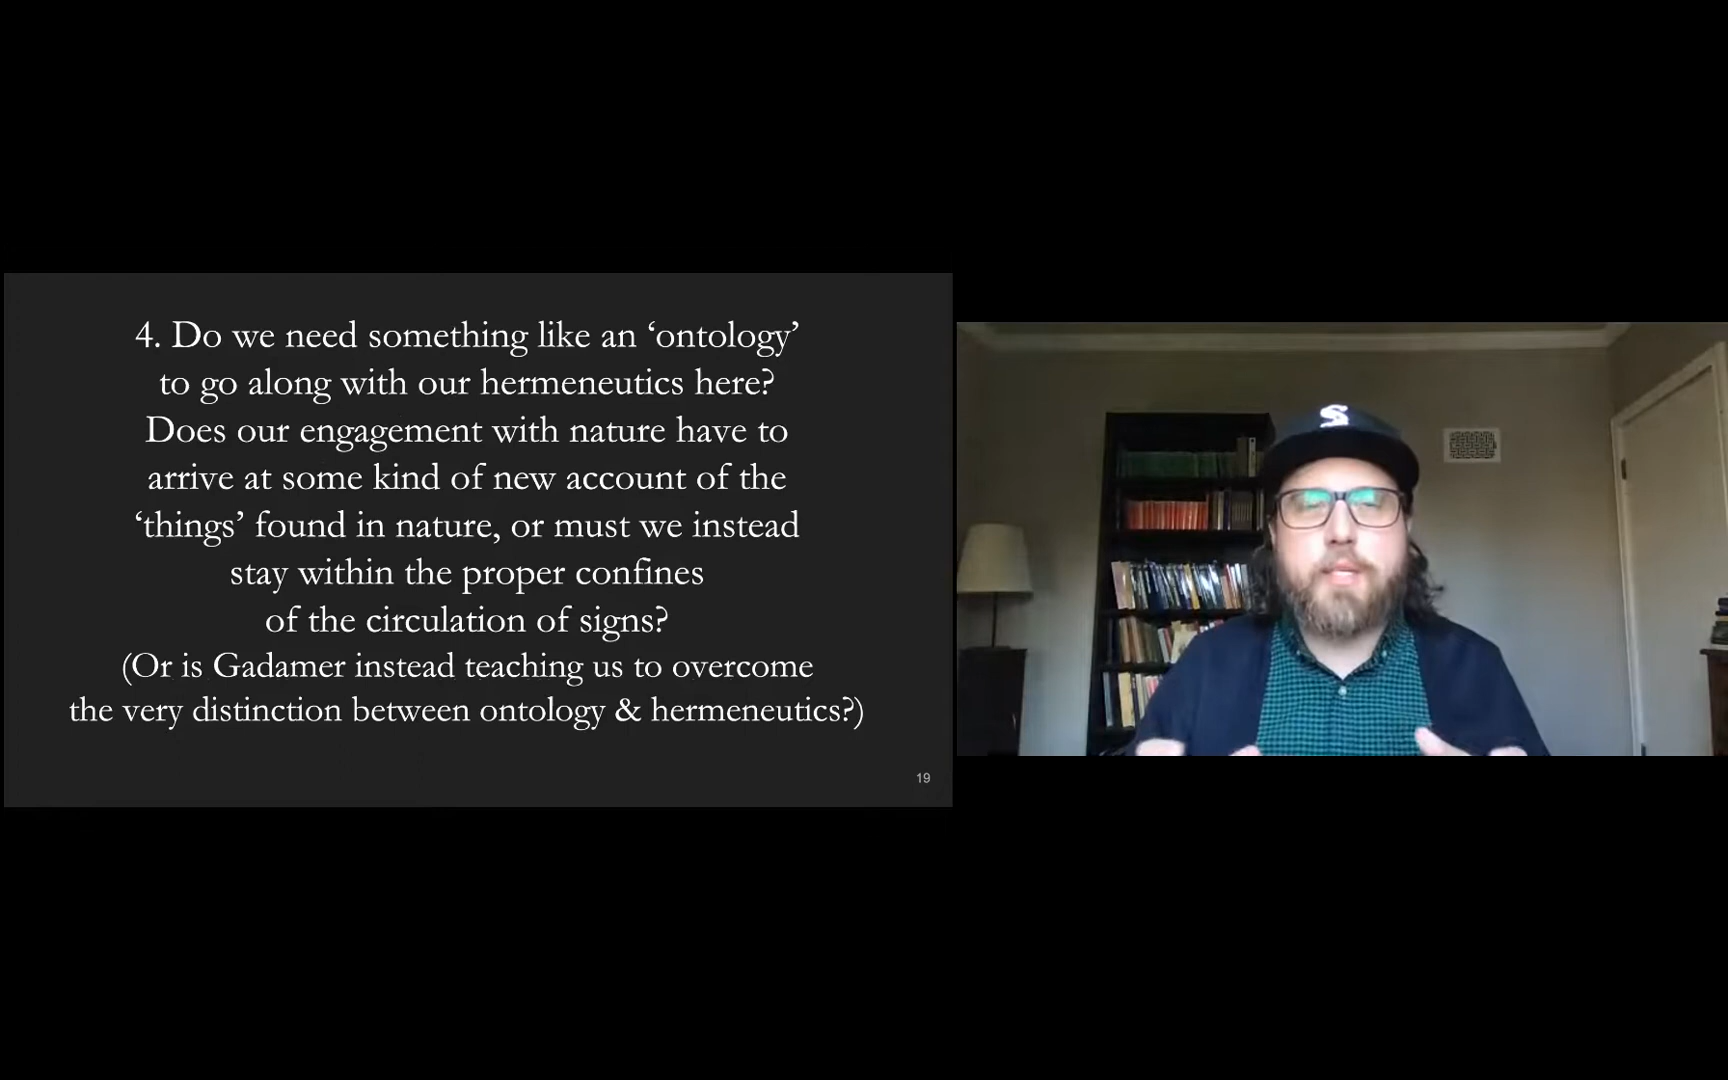 4. Do we need something like an ‘ontology’
to go along with our hermeneutics here?
Does our engagement with nature have to
arrive at some kind of new account of the
‘things’ found in nature, or must we instead
stay within the proper confines
of the circulation of signs?
(Or is Gadamer instead teaching us to overcome
the very distinction between ontology & hermeneutics?)
19
S